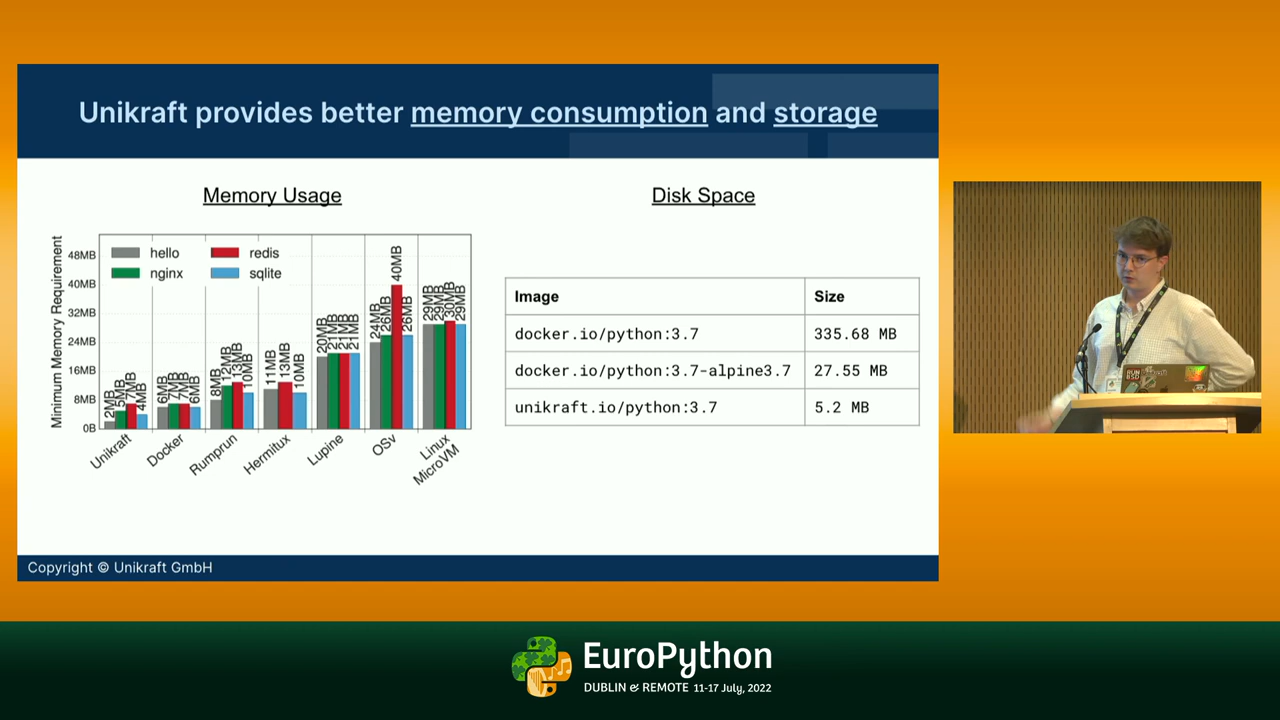 Unikraft provides better memory consumption and storage
Memory Usage
Disk Space
Minimum Memory Requirement
48MB
40MB
32MB
24MB
16MB
8MB
0B
hello
redis
nginx
sqlite
2MB
5MB
7MB
4MB
6MB
7MB
7MB
6MB
8MB
12MB
13MB
10MB
11MB
13MB
10MB
20MB
21MB
21MB
21MB
24MB
26MB
40MB
26MB
29MB
29MB
30MB
29MB
Unikraft
Docker
Rumprun
Hermitux
Lupine
OSv
Linux
MicroVM
Image Size
docker.io/python:3.7 335.68 MB
docker.io/python:3.7-alpine3.7 27.55 MB
unikraft.io/python:3.7 5.2 MB
Copyright © Unikraft GmbH
RUN
BSD
EuroPython
DUBLIN & REMOTE 11-17 July, 2022